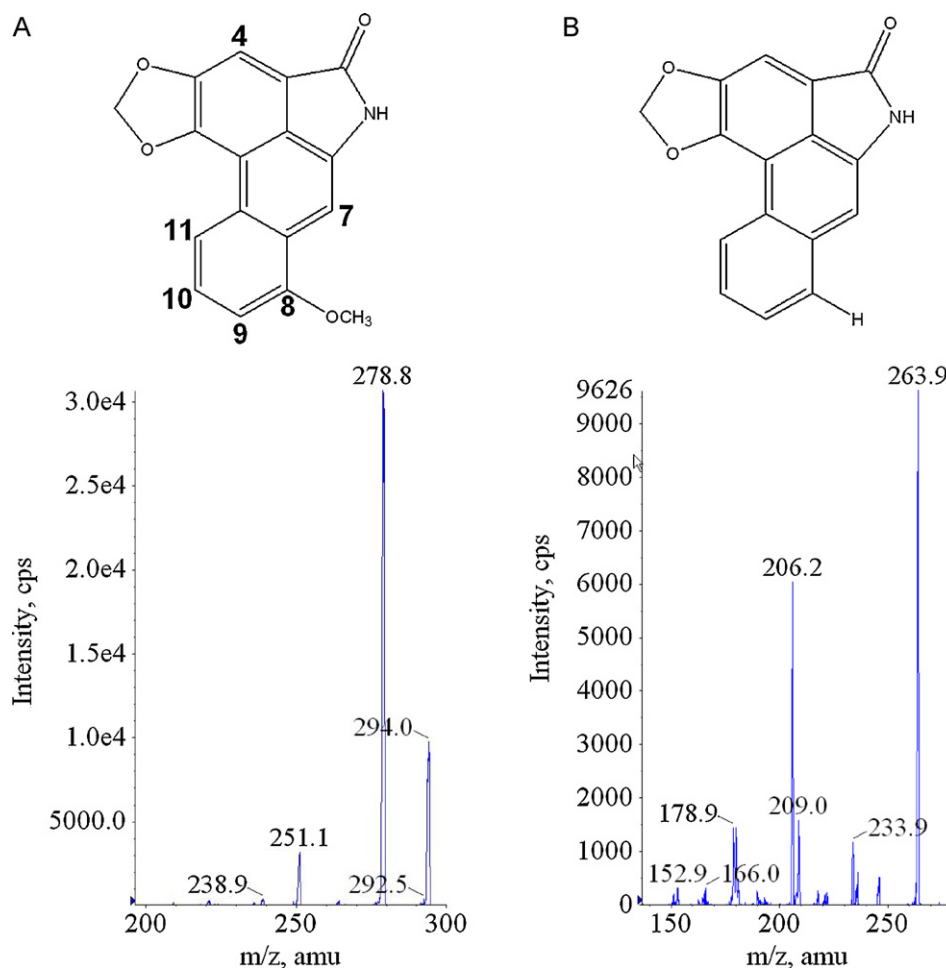 A
B
4
O
O
NH
O
7
11
10
9
8
OCH3
O
O
NH
O
H
278.8
3.0e4
2.5e4
2.0e4
1.5e4
1.0e4
5000.0
294.0
251.1
238.9
292.5
200
250
300
Intensity, cps
m/z, amu
263.9
9626
9000
8000
7000
6000
5000
4000
3000
2000
1000
0
206.2
178.9
209.0
233.9
152.9
166.0
150
200
250
Intensity, cps
m/z, amu